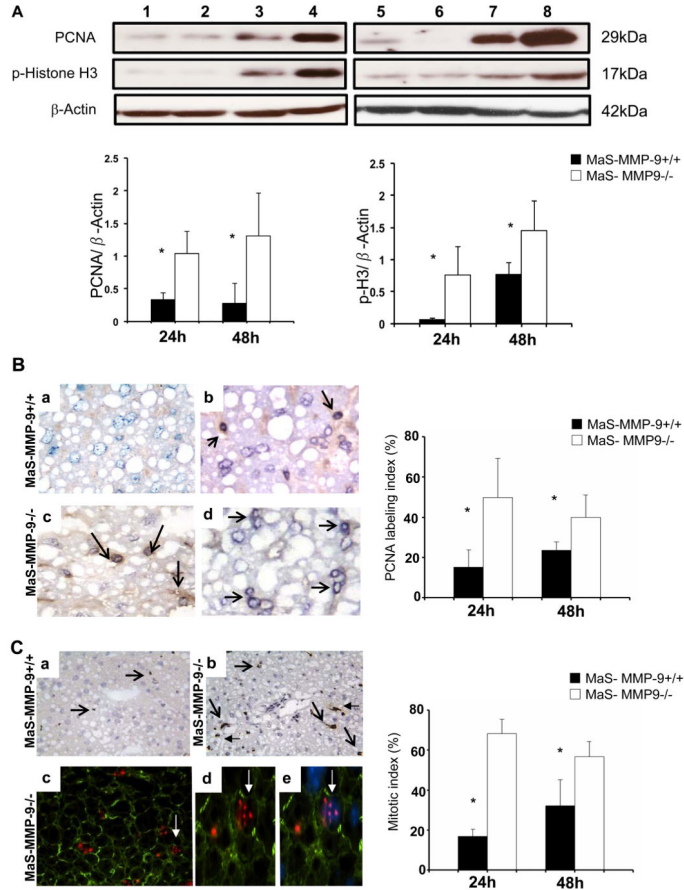 A
1 2 3 4 5 6 7 8
PCNA 29kDa
p-Histone H3 17kDa
β-Actin 42kDa
MaS-MMP-9+/+
MaS- MMP9-/-
PCNA/β-Actin
2.5
2
1.5
1
0.5
0
* *
24h 48h
p-H3/β-Actin
2.5
2
1.5
1
0.5
0
* *
24h 48h
B
MaS-MMP-9+/+
a b
MaS-MMP-9-/-
c d
MaS-MMP-9+/+
MaS- MMP9-/-
PCNA labeling index (%)
100
80
60
40
20
0
* *
24h 48h
C
MaS-MMP-9+/+
a
MaS-MMP-9-/-
b
MaS-MMP-9-/-
c d e
MaS- MMP-9+/+
MaS- MMP9-/-
Mitotic index (%)
80
60
40
20
0
* *
24h 48h